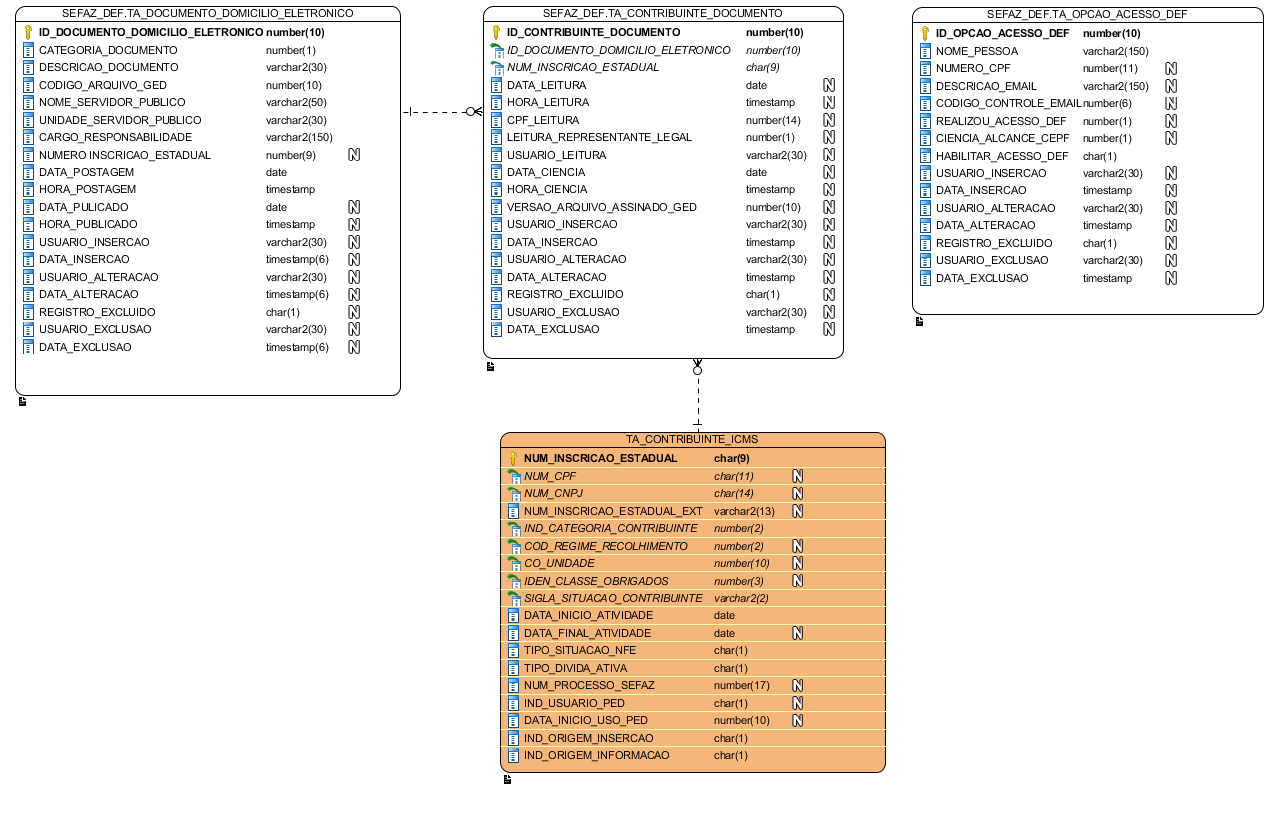 SEFAZ_DEF.TA_DOCUMENTO_DOMICILIO_ELETRONICO
ID_DOCUMENTO_DOMICILIO_ELETRONICO number(10)
CATEGORIA_DOCUMENTO number(1)
DESCRICAO_DOCUMENTO varchar2(30)
CODIGO_ARQUIVO_GED number(10)
NOME_SERVIDOR_PUBLICO varchar2(50)
UNIDADE_SERVIDOR_PUBLICO varchar2(30)
CARGO_RESPONSABILIDADE varchar2(150)
NUMERO INSCRICAO_ESTADUAL number(9) N
DATA_POSTAGEM date
HORA_POSTAGEM timestamp
DATA_PULICADO date N
HORA_PUBLICADO timestamp N
USUARIO_INSERCAO varchar2(30) N
DATA_INSERCAO timestamp(6) N
USUARIO_ALTERACAO varchar2(30) N
DATA_ALTERACAO timestamp(6) N
REGISTRO_EXCLUIDO char(1) N
USUARIO_EXCLUSAO varchar2(30) N
DATA_EXCLUSAO timestamp(6) N
SEFAZ_DEF.TA_CONTRIBUINTE_DOCUMENTO
ID_CONTRIBUINTE_DOCUMENTO number(10)
ID_DOCUMENTO_DOMICILIO_ELETRONICO number(10)
NUM_INSCRICAO_ESTADUAL char(9)
DATA_LEITURA date N
HORA_LEITURA timestamp N
CPF_LEITURA number(14) N
LEITURA_REPRESENTANTE_LEGAL number(1) N
USUARIO_LEITURA varchar2(30) N
DATA_CIENCIA date N
HORA_CIENCIA timestamp N
VERSAO_ARQUIVO_ASSINADO_GED number(10) N
USUARIO_INSERCAO varchar2(30) N
DATA_INSERCAO timestamp N
USUARIO_ALTERACAO varchar2(30) N
DATA_ALTERACAO timestamp N
REGISTRO_EXCLUIDO char(1) N
USUARIO_EXCLUSAO varchar2(30) N
DATA_EXCLUSAO timestamp N
SEFAZ_DEF.TA_OPCAO_ACESSO_DEF
ID_OPCAO_ACESSO_DEF number(10)
NOME_PESSOA varchar2(150)
NUMERO_CPF number(11) N
DESCRICAO_EMAIL varchar2(150) N
CODIGO_CONTROLE_EMAIL number(6) N
REALIZOU_ACESSO_DEF number(1) N
CIENCIA_ALCANCE_CEPF number(1) N
HABILITAR_ACESSO_DEF char(1)
USUARIO_INSERCAO varchar2(30) N
DATA_INSERCAO timestamp N
USUARIO_ALTERACAO varchar2(30) N
DATA_ALTERACAO timestamp N
REGISTRO_EXCLUIDO char(1) N
USUARIO_EXCLUSAO varchar2(30) N
DATA_EXCLUSAO timestamp N
TA_CONTRIBUINTE_ICMS
NUM_INSCRICAO_ESTADUAL char(9)
NUM_CPF char(11) N
NUM_CNPJ char(14) N
NUM_INSCRICAO_ESTADUAL_EXT varchar2(13) N
IND_CATEGORIA_CONTRIBUINTE number(2)
COD_REGIME_RECOLHIMENTO number(2) N
CO_UNIDADE number(10) N
IDEN_CLASSE_OBRIGADOS number(3) N
SIGLA_SITUACAO_CONTRIBUINTE varchar2(2)
DATA_INICIO_ATIVIDADE date
DATA_FINAL_ATIVIDADE date N
TIPO_SITUACAO_NFE char(1)
TIPO_DIVIDA_ATIVA char(1)
NUM_PROCESSO_SEFAZ number(17) N
IND_USUARIO_PED char(1) N
DATA_INICIO_USO_PED number(10) N
IND_ORIGEM_INSERCAO char(1)
IND_ORIGEM_INFORMACAO char(1)